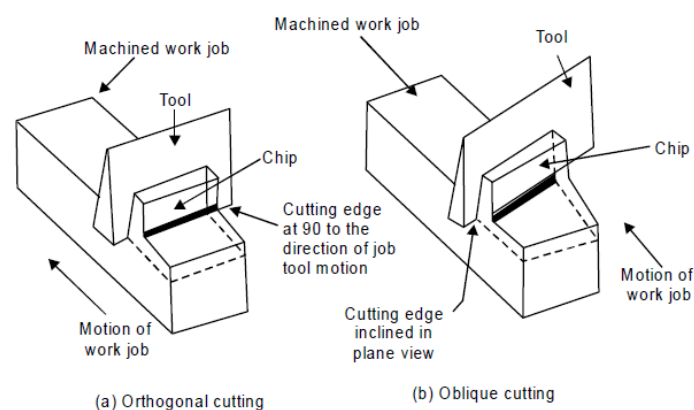 Machined work job
Tool
Chip
Cutting edge
at 90 to the
direction of job
tool motion
Motion of
work job
(a) Orthogonal cutting
Machined work job
Tool
Chip
Motion of
work job
Cutting edge
inclined in
plane view
(b) Oblique cutting